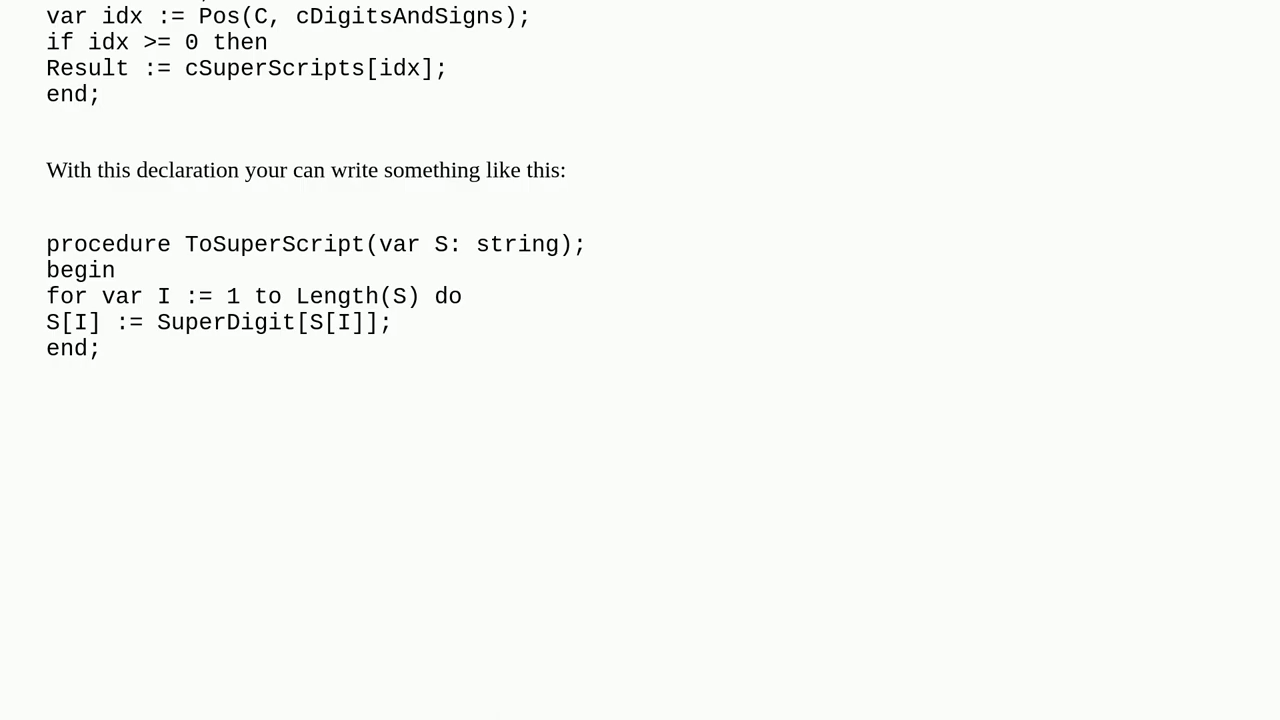 var idx := Pos(C, cDigitsAndSigns);
if idx >= 0 then
Result := cSuperScripts[idx];
end;
With this declaration your can write something like this:
procedure ToSuperScript(var S: string);
begin
for var I := 1 to Length(S) do
S[I] := SuperDigit[S[I]];
end;